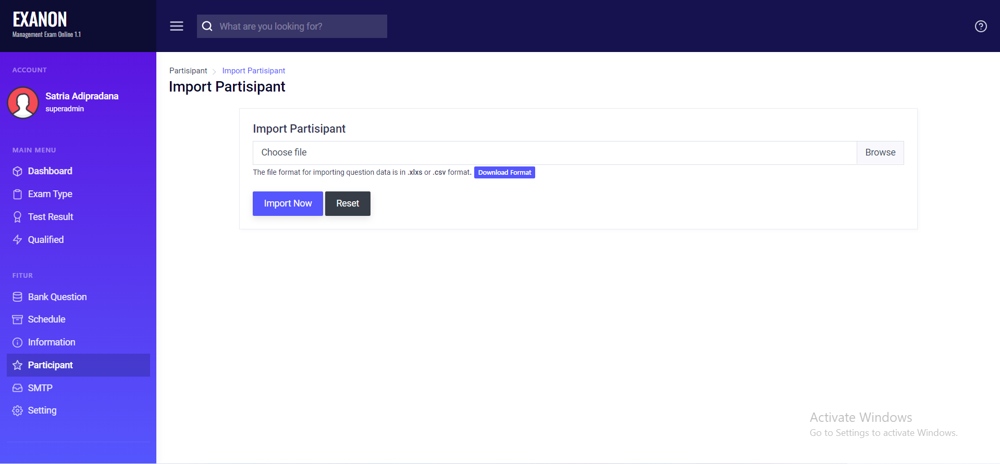 EXANON
Management Exam Online 1.1
What are you looking for?
ACCOUNT
Satria Adipradana
superadmin
MAIN MENU
Dashboard
Exam Type
Test Result
Qualified
FITUR
Bank Question
Schedule
Information
Participant
SMTP
Setting
Partisipant Import Partisipant
Import Partisipant
Import Partisipant
Choose file Browse
The file format for importing question data is in .xlxs or .csv format. Download Format
Import Now Reset
Activate Windows
Go to Settings to activate Windows.